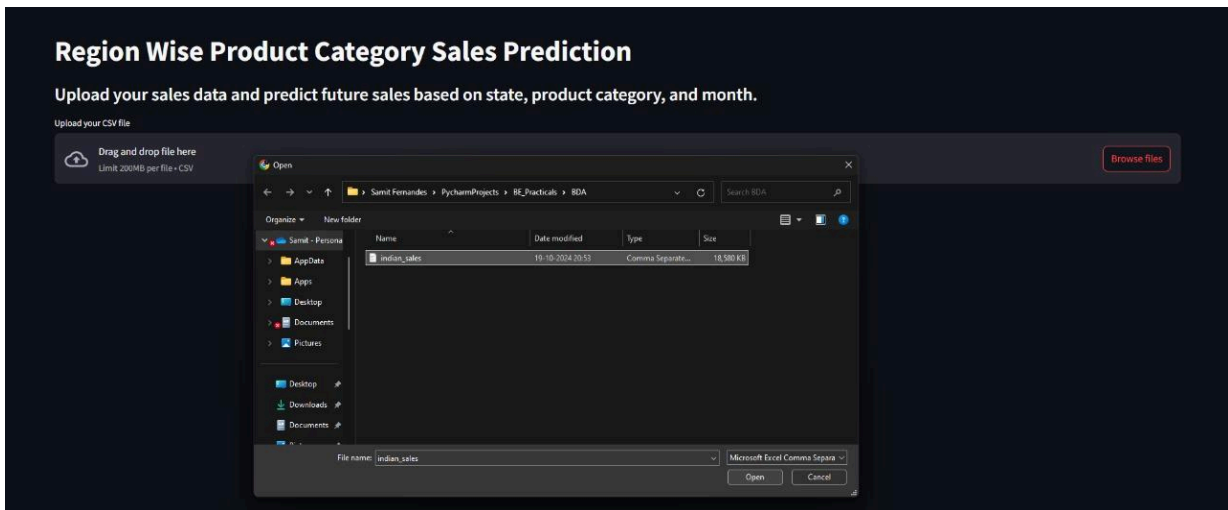 Region Wise Product Category Sales Prediction
Upload your sales data and predict future sales based on state, product category, and month.
Upload your CSV file
Drag and drop file here
Limit 200MB per file • CSV
Browse files
Open
Samit Fernandes › PycharmProjects › BE_Practicals › BDA
Search BDA
Organize
New folder
Name
Date modified
Type
Size
Samit - Persona
indian_sales
19-10-2024 20:53
Comma Separate...
18,580 KB
AppData
Apps
Desktop
Documents
Pictures
Desktop
Downloads
Documents
File name:
indian_sales
Microsoft Excel Comma Separa
Open
Cancel